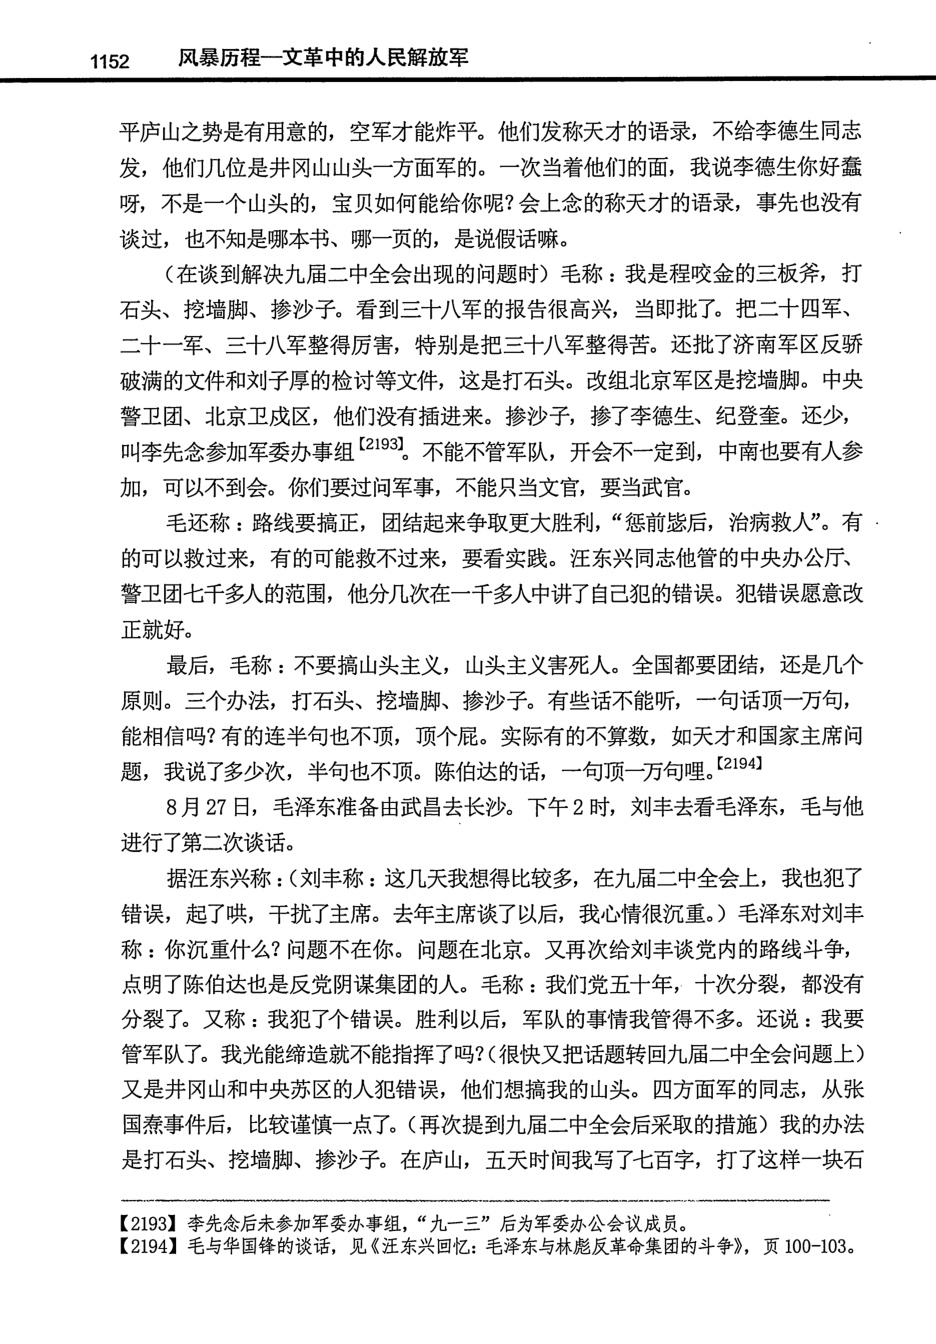 1152 风暴历程—文革中的人民解放军
平庐山之势是有用意的，空军才能炸平。他们发称天才的语录，不给李德生同志
发，他们几位是井冈山山头一方面军的。一次当着他们的面，我说李德生你好蠢
呀，不是一个山头的，宝贝如何能给你呢？会上念的称天才的语录，事先也没有
谈过，也不知是哪本书、哪一页的，是说假话嘛。
（在谈到解决九届二中全会出现的问题时）毛称：我是程咬金的三板斧，打
石头、挖墙脚、掺沙子。看到三十八军的报告很高兴，当即批了。把二十四军、
二十一军、三十八军整得厉害，特别是把三十八军整得苦。还批了济南军区反骄
破满的文件和刘子厚的检讨等文件，这是打石头。改组北京军区是挖墙脚。中央
警卫团、北京卫戍区，他们没有插进来。掺沙子，掺了李德生、纪登奎。还少，
叫李先念参加军委办事组【2193】。不能不管军队，开会不一定到，中南也要有人参
加，可以不到会。你们要过问军事，不能只当文官，要当武官。
毛还称：路线要搞正，团结起来争取更大胜利，“惩前毖后，治病救人”。有
的可以救过来，有的可能救不过来，要看实践。汪东兴同志他管的中央办公厅、
警卫团七千多人的范围，他分几次在一千多人中讲了自己犯的错误。犯错误愿意改
正就好。
最后，毛称：不要搞山头主义，山头主义害死人。全国都要团结，还是几个
原则。三个办法，打石头、挖墙脚、掺沙子。有些话不能听，一句话顶一万句，
能相信吗？有的连半句也不顶，顶个屁。实际有的不算数，如天才和国家主席问
题，我说了多少次，半句也不顶。陈伯达的话，一句顶一万句哩。【2194】
8月27日，毛泽东准备由武昌去长沙。下午2时，刘丰去看毛泽东，毛与他
进行了第二次谈话。
据汪东兴称：（刘丰称：这几天我想得比较多，在九届二中全会上，我也犯了
错误，起了哄，干扰了主席。去年主席谈了以后，我心情很沉重。）毛泽东对刘丰
称：你沉重什么？问题不在你。问题在北京。又再次给刘丰谈党内的路线斗争，
点明了陈伯达也是反党阴谋集团的人。毛称：我们党五十年，十次分裂，都没有
分裂了。又称：我犯了个错误。胜利以后，军队的事情我管得不多。还说：我要
管军队了。我光能缔造就不能指挥了吗？（很快又把话题转回九届二中全会问题上）
又是井冈山和中央苏区的人犯错误，他们想搞我的山头。四方面军的同志，从张
国焘事件后，比较谨慎一点了。（再次提到九届二中全会后采取的措施）我的办法
是打石头、挖墙脚、掺沙子。在庐山，五天时间我写了七百字，打了这样一块石
【2193】李先念后未参加军委办事组，“九一三”后为军委办公会议成员。
【2194】毛与华国锋的谈话，见《汪东兴回忆：毛泽东与林彪反革命集团的斗争》，页100-103。